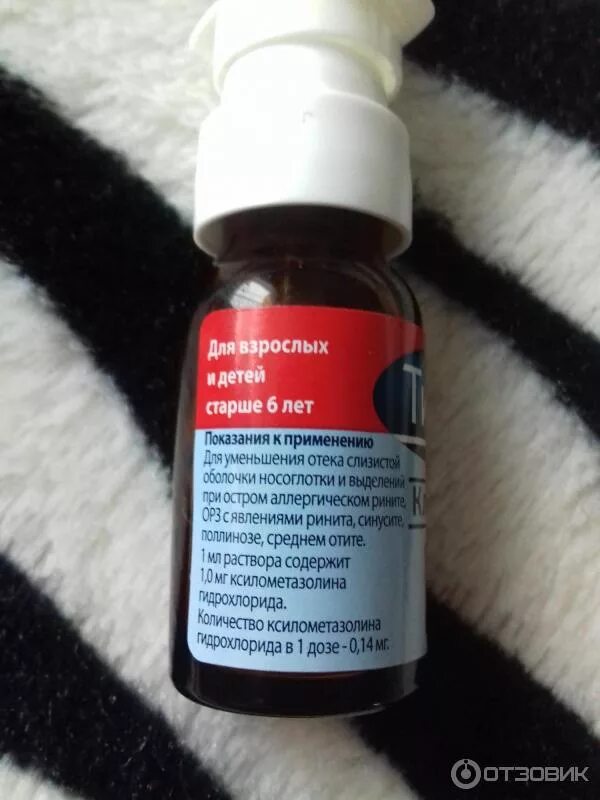 Для взрослых
и детей
старше 6 лет
Показания к применению
Для уменьшения отека слизистой
оболочки носоглотки и выделений
при остром аллергическом рините,
ОРЗ с явлениями ринита, синусите,
поллинозе, среднем отите.
1 мл раствора содержит
1,0 мг ксилометазолина
гидрохлорида.
Количество ксилометазолина
гидрохлорида в 1 дозе - 0,14 мг.
ОТЗОВИК